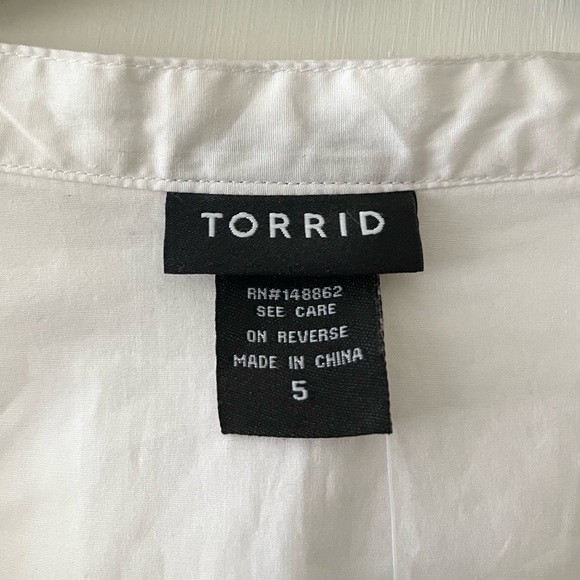 TORRID
RN#148862
SEE CARE
ON REVERSE
MADE IN CHINA
5